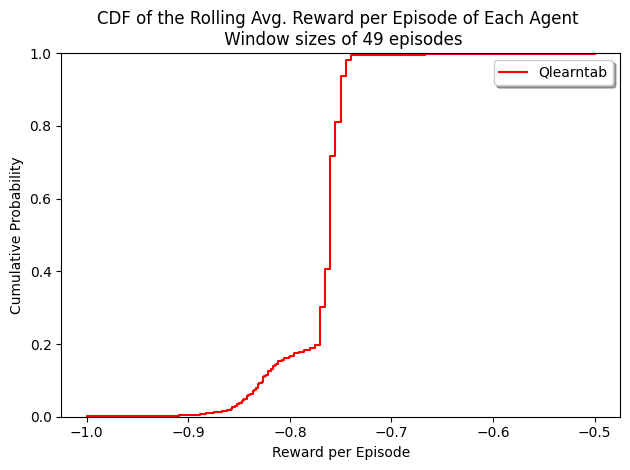 CDF of the Rolling Avg. Reward per Episode of Each Agent
Window sizes of 49 episodes
Qlearntab
Cumulative Probability
1.0
0.8
0.6
0.4
0.2
0.0
−1.0 −0.9 −0.8 −0.7 −0.6 −0.5
Reward per Episode